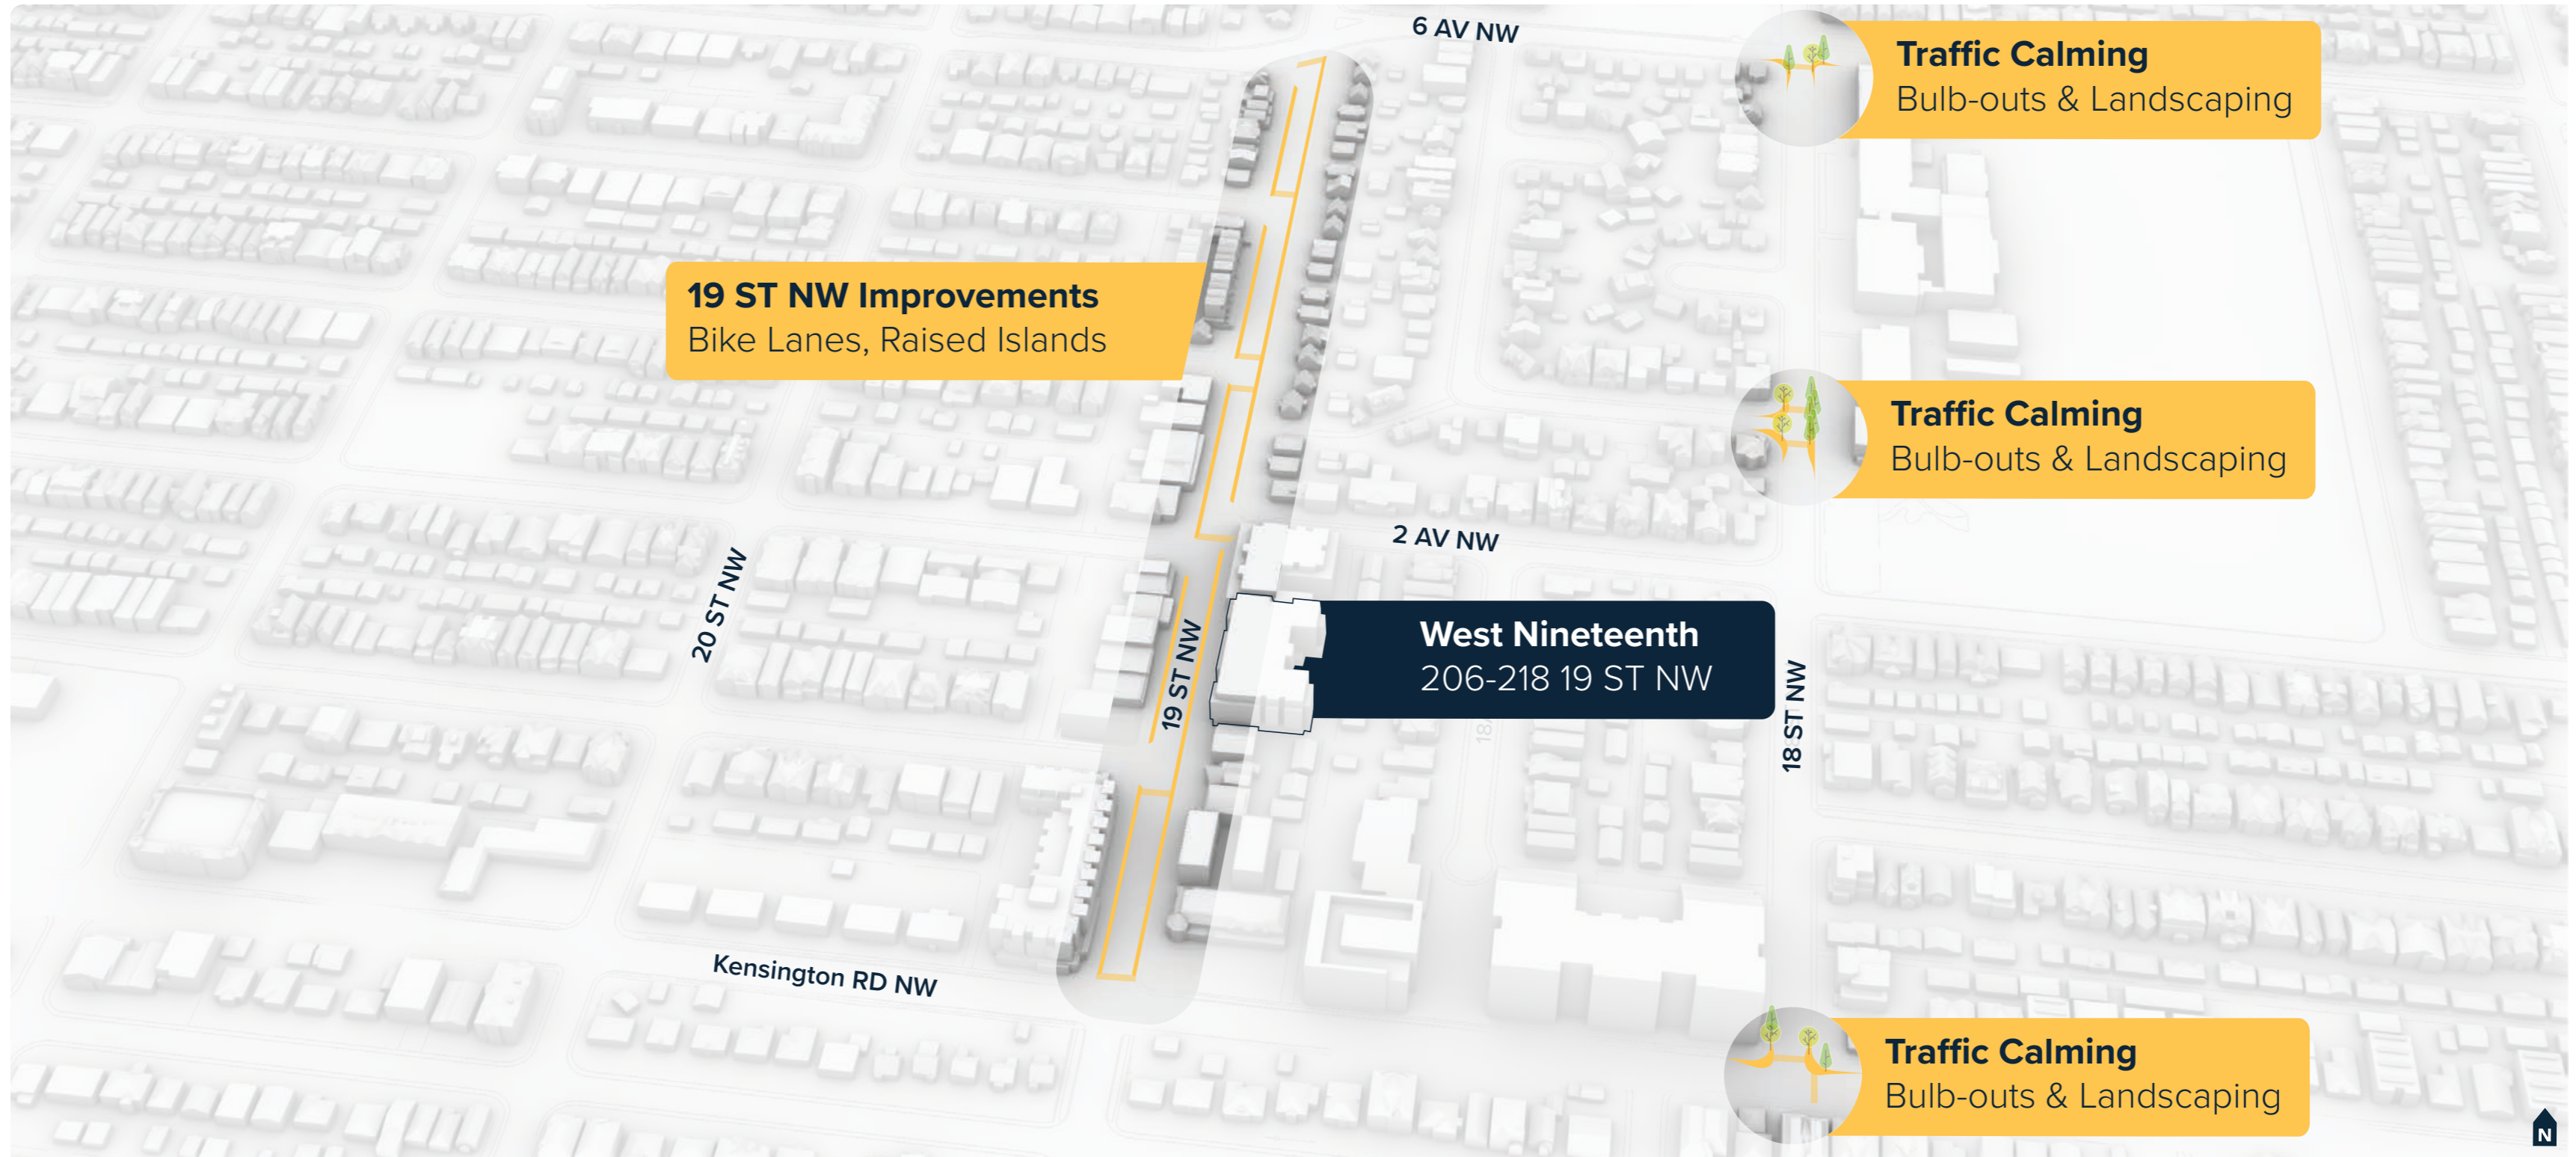 6 AV NW
Traffic Calming
Bulb-outs & Landscaping
19 ST NW Improvements
Bike Lanes, Raised Islands
Traffic Calming
Bulb-outs & Landscaping
2 AV NW
20 ST NW
19 ST NW
West Nineteenth
206-218 19 ST NW
18 ST NW
Kensington RD NW
Traffic Calming
Bulb-outs & Landscaping
N